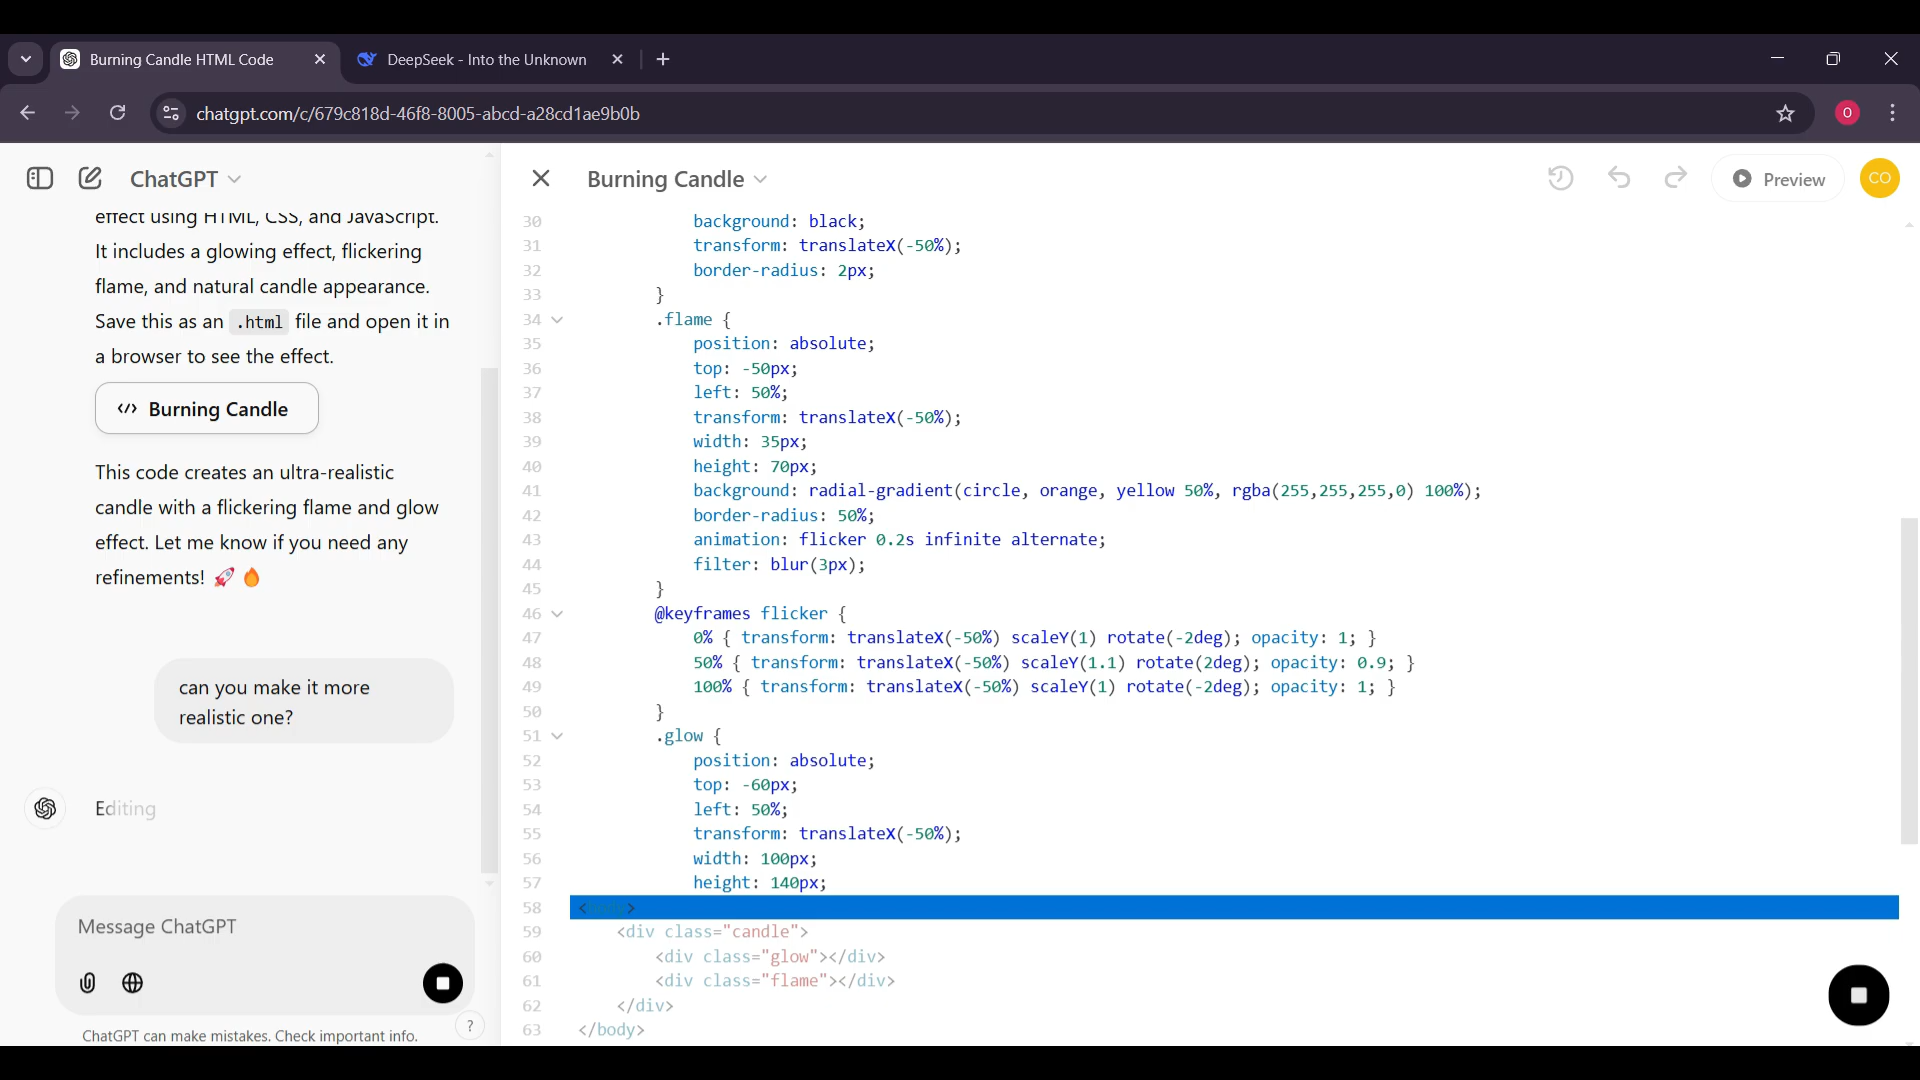 Burning Candle HTML Code
DeepSeek - Into the Unknown
chatgpt.com/c/679c818d-46f8-8005-abcd-a28cd1ae9b0b
O
ChatGPT
effect using HTML, CSS, and JavaScript.
It includes a glowing effect, flickering
flame, and natural candle appearance.
Save this as an .html file and open it in
a browser to see the effect.
</> Burning Candle
This code creates an ultra-realistic
candle with a flickering flame and glow
effect. Let me know if you need any
refinements! 🚀 🔥
can you make it more
realistic one?
Editing
Message ChatGPT
ChatGPT can make mistakes. Check important info.
?
Burning Candle
Preview
CO
30 background: black;
31 transform: translateX(-50%);
32 border-radius: 2px;
33 }
34 .flame {
35 position: absolute;
36 top: -50px;
37 left: 50%;
38 transform: translateX(-50%);
39 width: 35px;
40 height: 70px;
41 background: radial-gradient(circle, orange, yellow 50%, rgba(255,255,255,0) 100%);
42 border-radius: 50%;
43 animation: flicker 0.2s infinite alternate;
44 filter: blur(3px);
45 }
46 @keyframes flicker {
47 0% { transform: translateX(-50%) scaleY(1) rotate(-2deg); opacity: 1; }
48 50% { transform: translateX(-50%) scaleY(1.1) rotate(2deg); opacity: 0.9; }
49 100% { transform: translateX(-50%) scaleY(1) rotate(-2deg); opacity: 1; }
50 }
51 .glow {
52 position: absolute;
53 top: -60px;
54 left: 50%;
55 transform: translateX(-50%);
56 width: 100px;
57 height: 140px;
58 <body>
59 <div class="candle">
60 <div class="glow"></div>
61 <div class="flame"></div>
62 </div>
63 </body>